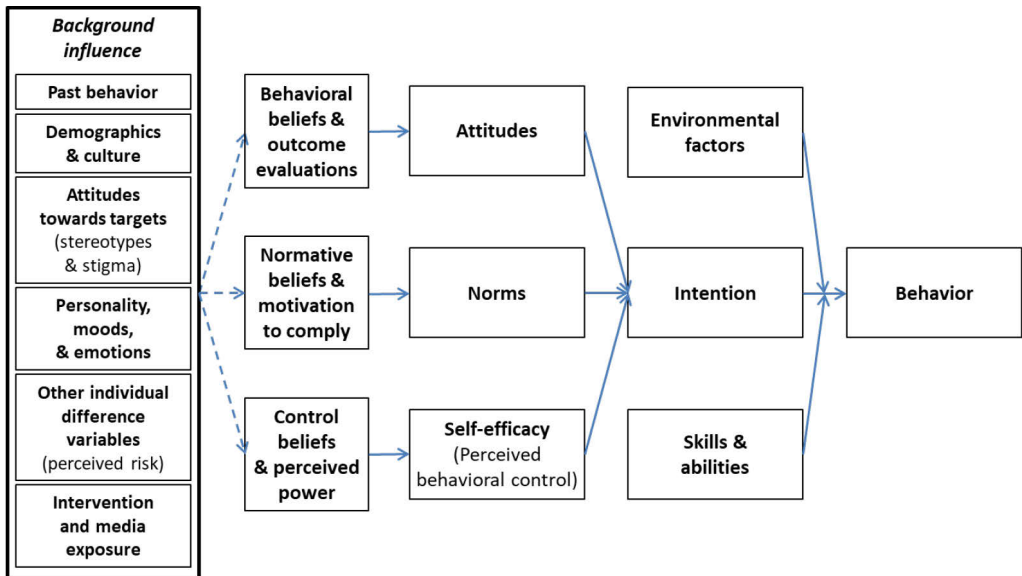 Background
influence
Past behavior
Demographics
& culture
Attitudes
towards targets
(stereotypes
& stigma)
Personality,
moods,
& emotions
Other individual
difference
variables
(perceived risk)
Intervention
and media
exposure
Behavioral
beliefs &
outcome
evaluations
Normative
beliefs &
motivation
to comply
Control
beliefs
& perceived
power
Attitudes
Norms
Self-efficacy
(Perceived
behavioral control)
Environmental
factors
Intention
Skills &
abilities
Behavior